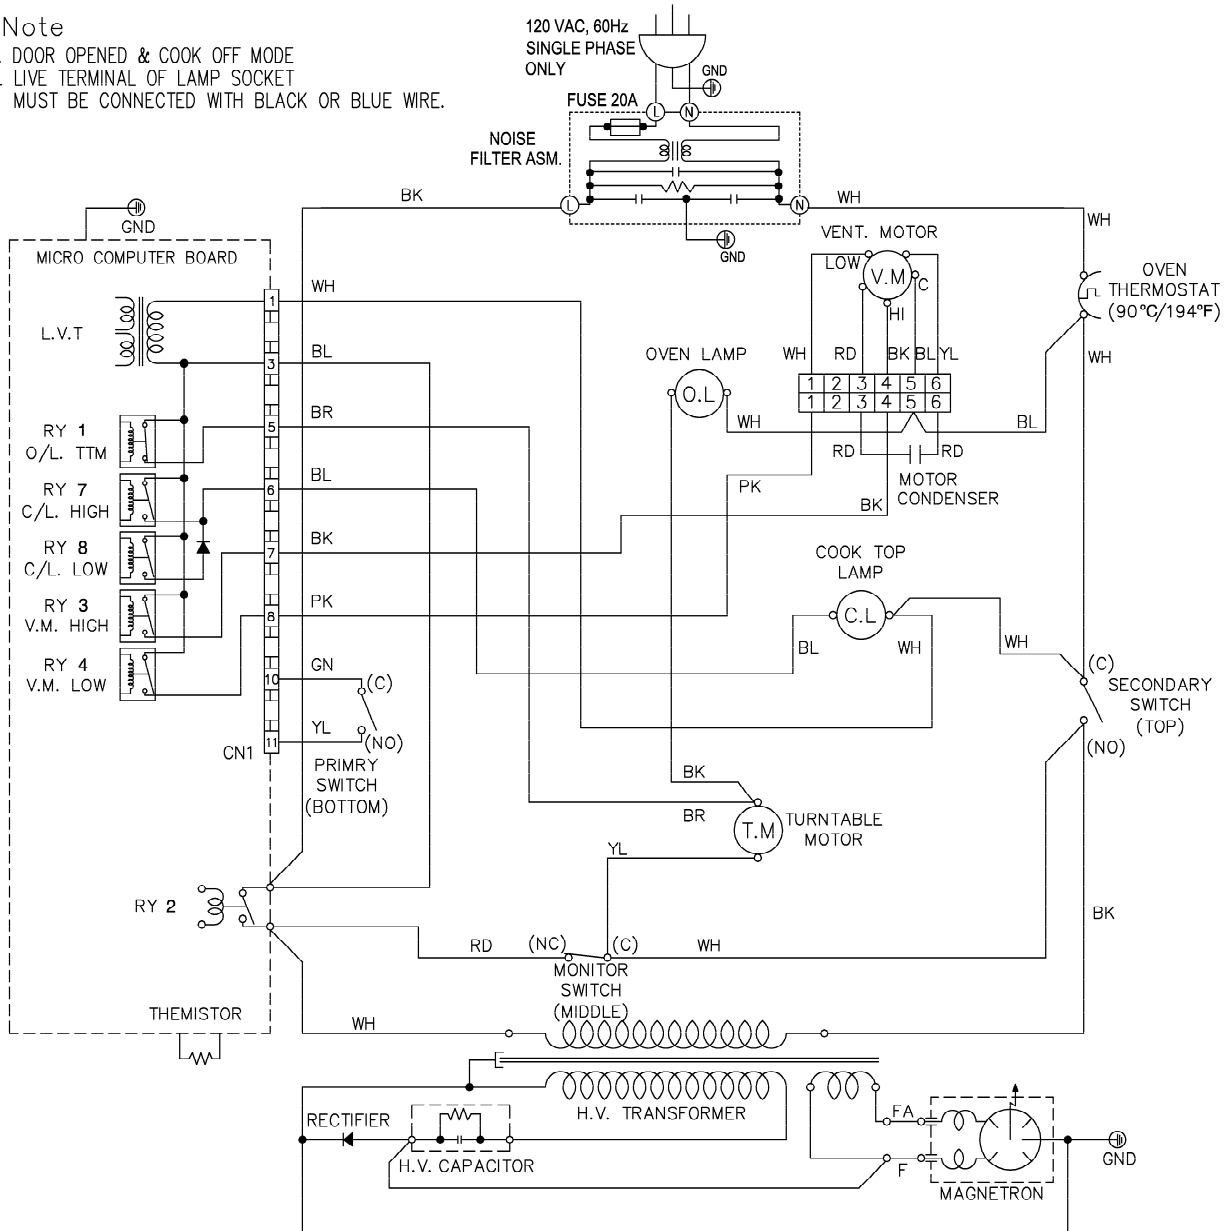 Note
. DOOR OPENED & COOK OFF MODE
. LIVE TERMINAL OF LAMP SOCKET
MUST BE CONNECTED WITH BLACK OR BLUE WIRE.
120 VAC, 60Hz
SINGLE PHASE
ONLY
GND
FUSE 20A
L
N
NOISE
FILTER ASM.
L
N
GND
BK
WH
WH
GND
MICRO COMPUTER BOARD
L.V.T
1
WH
3
BL
RY 1
O/L. TTM
5
BR
RY 7
C/L. HIGH
6
BL
RY 8
C/L. LOW
7
BK
RY 3
V.M. HIGH
8
PK
RY 4
V.M. LOW
10
GN
(C)
11
YL
(NO)
CN1
PRIMRY
SWITCH
(BOTTOM)
VENT. MOTOR
LOW
V.M
C
HI
OVEN
THERMOSTAT
(90°C/194°F)
WH
OVEN LAMP
O.L
WH
WH
RD
BK
BL
YL
1 2 3 4 5 6
1 2 3 4 5 6
BL
RD
RD
MOTOR
CONDENSER
PK
BK
COOK TOP
LAMP
C.L
BL
WH
WH
(C)
SECONDARY
SWITCH
(TOP)
(NO)
BK
BR
T.M
TURNTABLE
MOTOR
YL
RY 2
RD
(NC)
(C)
WH
BK
MONITOR
SWITCH
(MIDDLE)
THEMISTOR
WH
H.V. TRANSFORMER
RECTIFIER
H.V. CAPACITOR
FA
F
MAGNETRON
GND